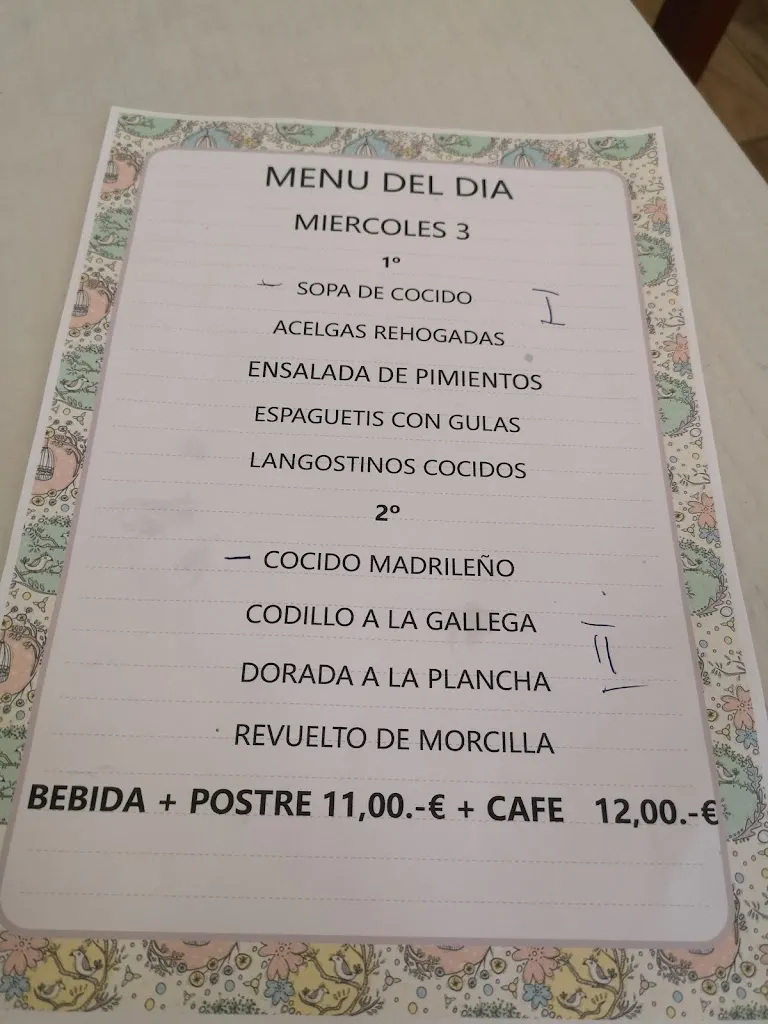 MENU DEL DIA
MIERCOLES 3
1º
- SOPA DE COCIDO I
ACELGAS REHOGADAS
ENSALADA DE PIMIENTOS
ESPAGUETIS CON GULAS
LANGOSTINOS COCIDOS
2º
- COCIDO MADRILEÑO
CODILLO A LA GALLEGA
II
DORADA A LA PLANCHA
REVUELTO DE MORCILLA
BEBIDA + POSTRE 11,00.-€ + CAFE 12,00.-€